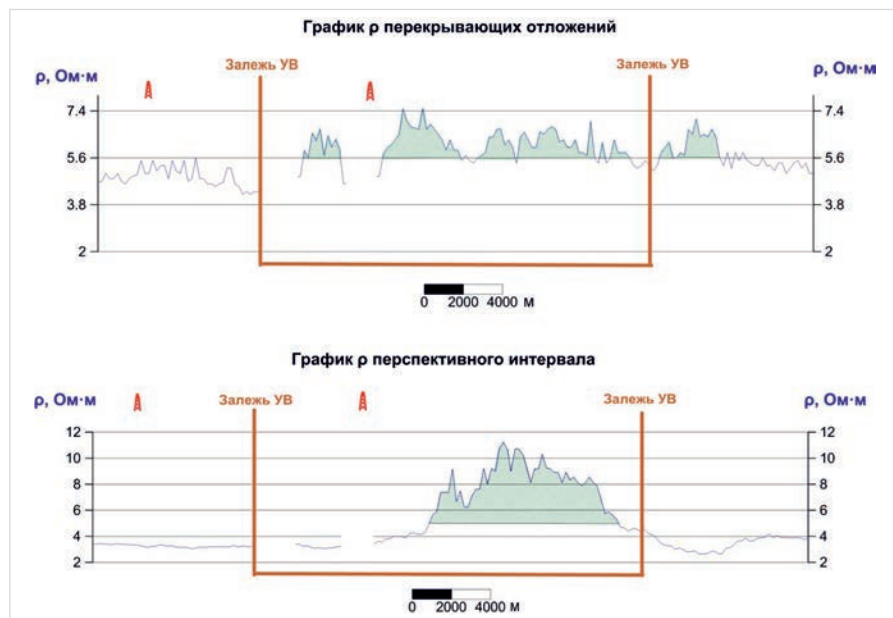 График ρ перекрывающих отложений
Залежь УВ Залежь УВ
ρ, Ом·м ρ, Ом·м
7.4 7.4
5.6 5.6
3.8 3.8
2 2
0 2000 4000 м
График ρ перспективного интервала
ρ, Ом·м Залежь УВ Залежь УВ ρ, Ом·м
12 12
10 10
8 8
6 6
4 4
2 2
0 2000 4000 м